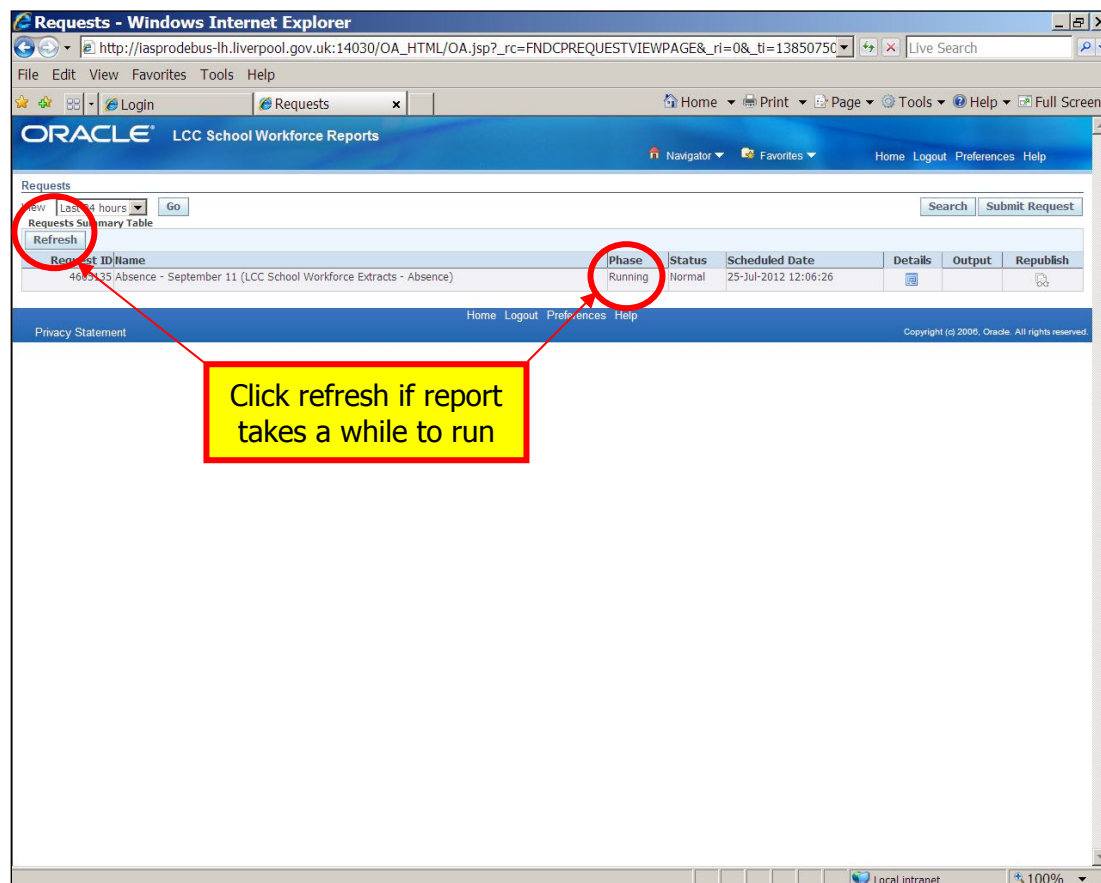 Requests - Windows Internet Explorer
http://iasprodebus-lh.liverpool.gov.uk:14030/OA_HTML/OA.jsp?_rc=FNDCPREQUESTVIEWPAGE&_ri=0&_ti=13850750
Live Search
File Edit View Favorites Tools Help
Login Requests Home Print Page Tools Help Full Screen
ORACLE LCC School Workforce Reports
Navigator Favorites Home Logout Preferences Help
Requests
View Last 24 hours Go Search Submit Request
Requests Summary Table
Refresh
Request ID Name Phase Status Scheduled Date Details Output Republish
Absence - September 11 (LCC School Workforce Extracts - Absence) Running Normal 25-Jul-2012 12:06:26
Home Logout Preferences Help
Privacy Statement Copyright (c) 2006, Oracle. All rights reserved.
Click refresh if report
takes a while to run
Local intranet 100%